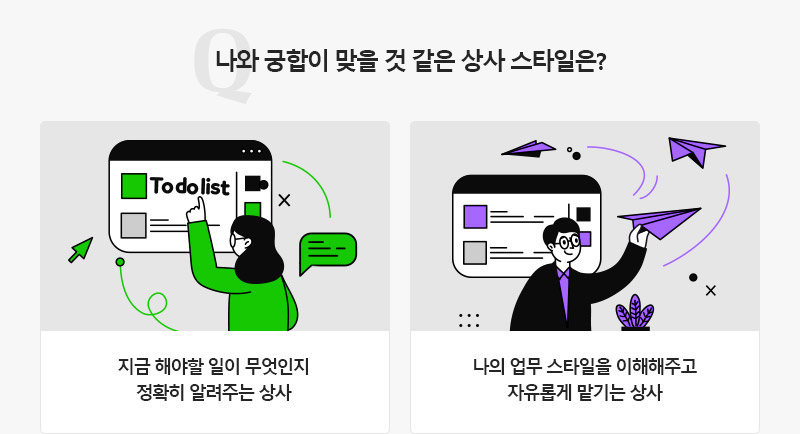 Q
나와 궁합이 맞을 것 같은 상사 스타일은?
To do list
지금 해야할 일이 무엇인지
정확히 알려주는 상사
나의 업무 스타일을 이해해주고
자유롭게 맡기는 상사